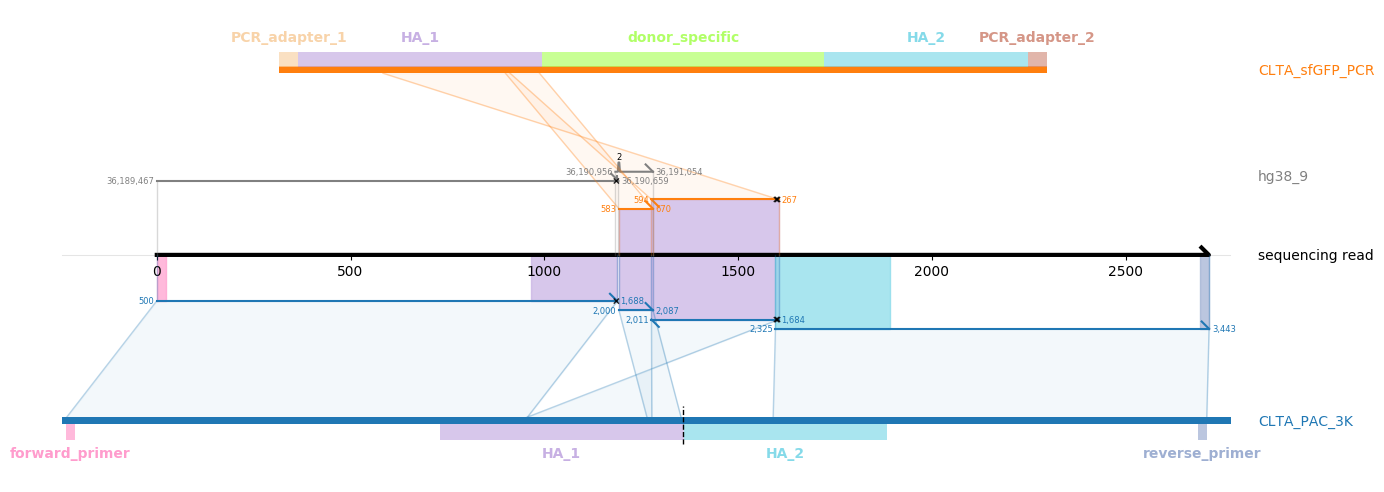 PCR_adapter_1 HA_1 donor_specific HA_2 PCR_adapter_2
CLTA_sfGFP_PCR
2
36,190,956 36,191,054
hg38_9
36,189,467 36,190,659
594 267
583 670
sequencing read
0 500 1000 1500 2000 2500
500 1,688
2,000 2,087
2,011 1,684
2,325 3,443
CLTA_PAC_3K
forward_primer HA_1 HA_2 reverse_primer